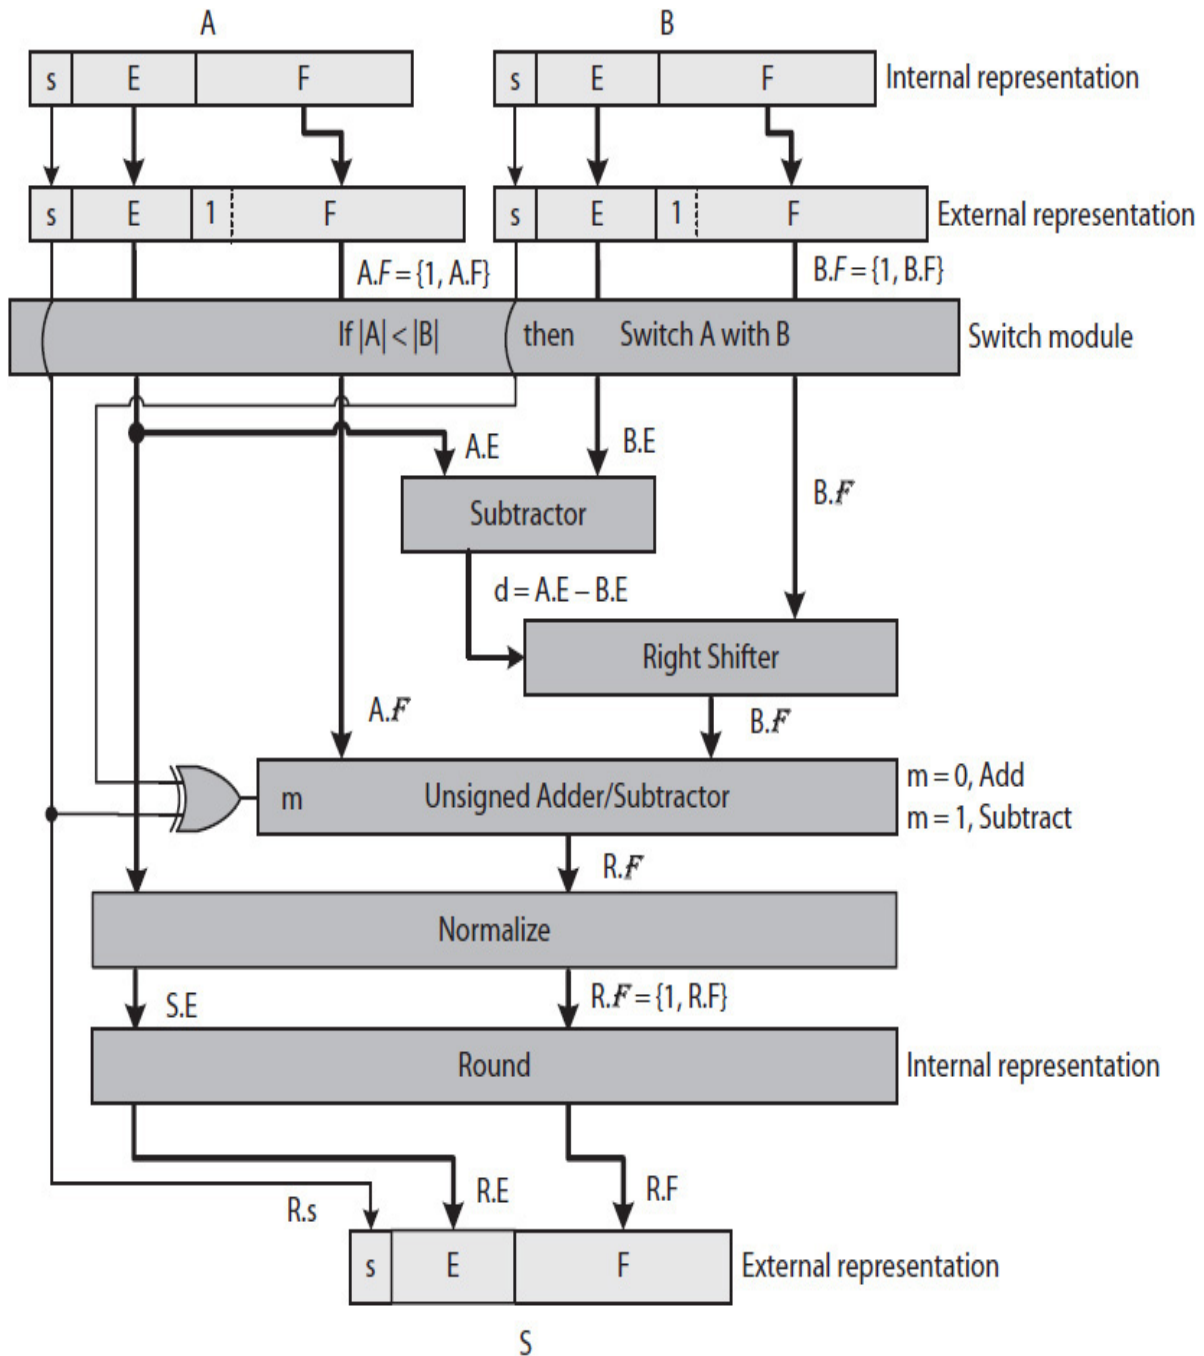 A B
s E F s E F Internal representation
s E 1 F s E 1 F External representation
A.F = {1, A.F} B.F = {1, B.F}
If |A| < |B| then Switch A with B Switch module
A.E B.E
B.F
Subtractor
d = A.E – B.E
Right Shifter
A.F B.F
m Unsigned Adder/Subtractor
m = 0, Add
m = 1, Subtract
R.F
Normalize
S.E R.F = {1, R.F}
Round Internal representation
R.s R.E R.F
s E F External representation
S